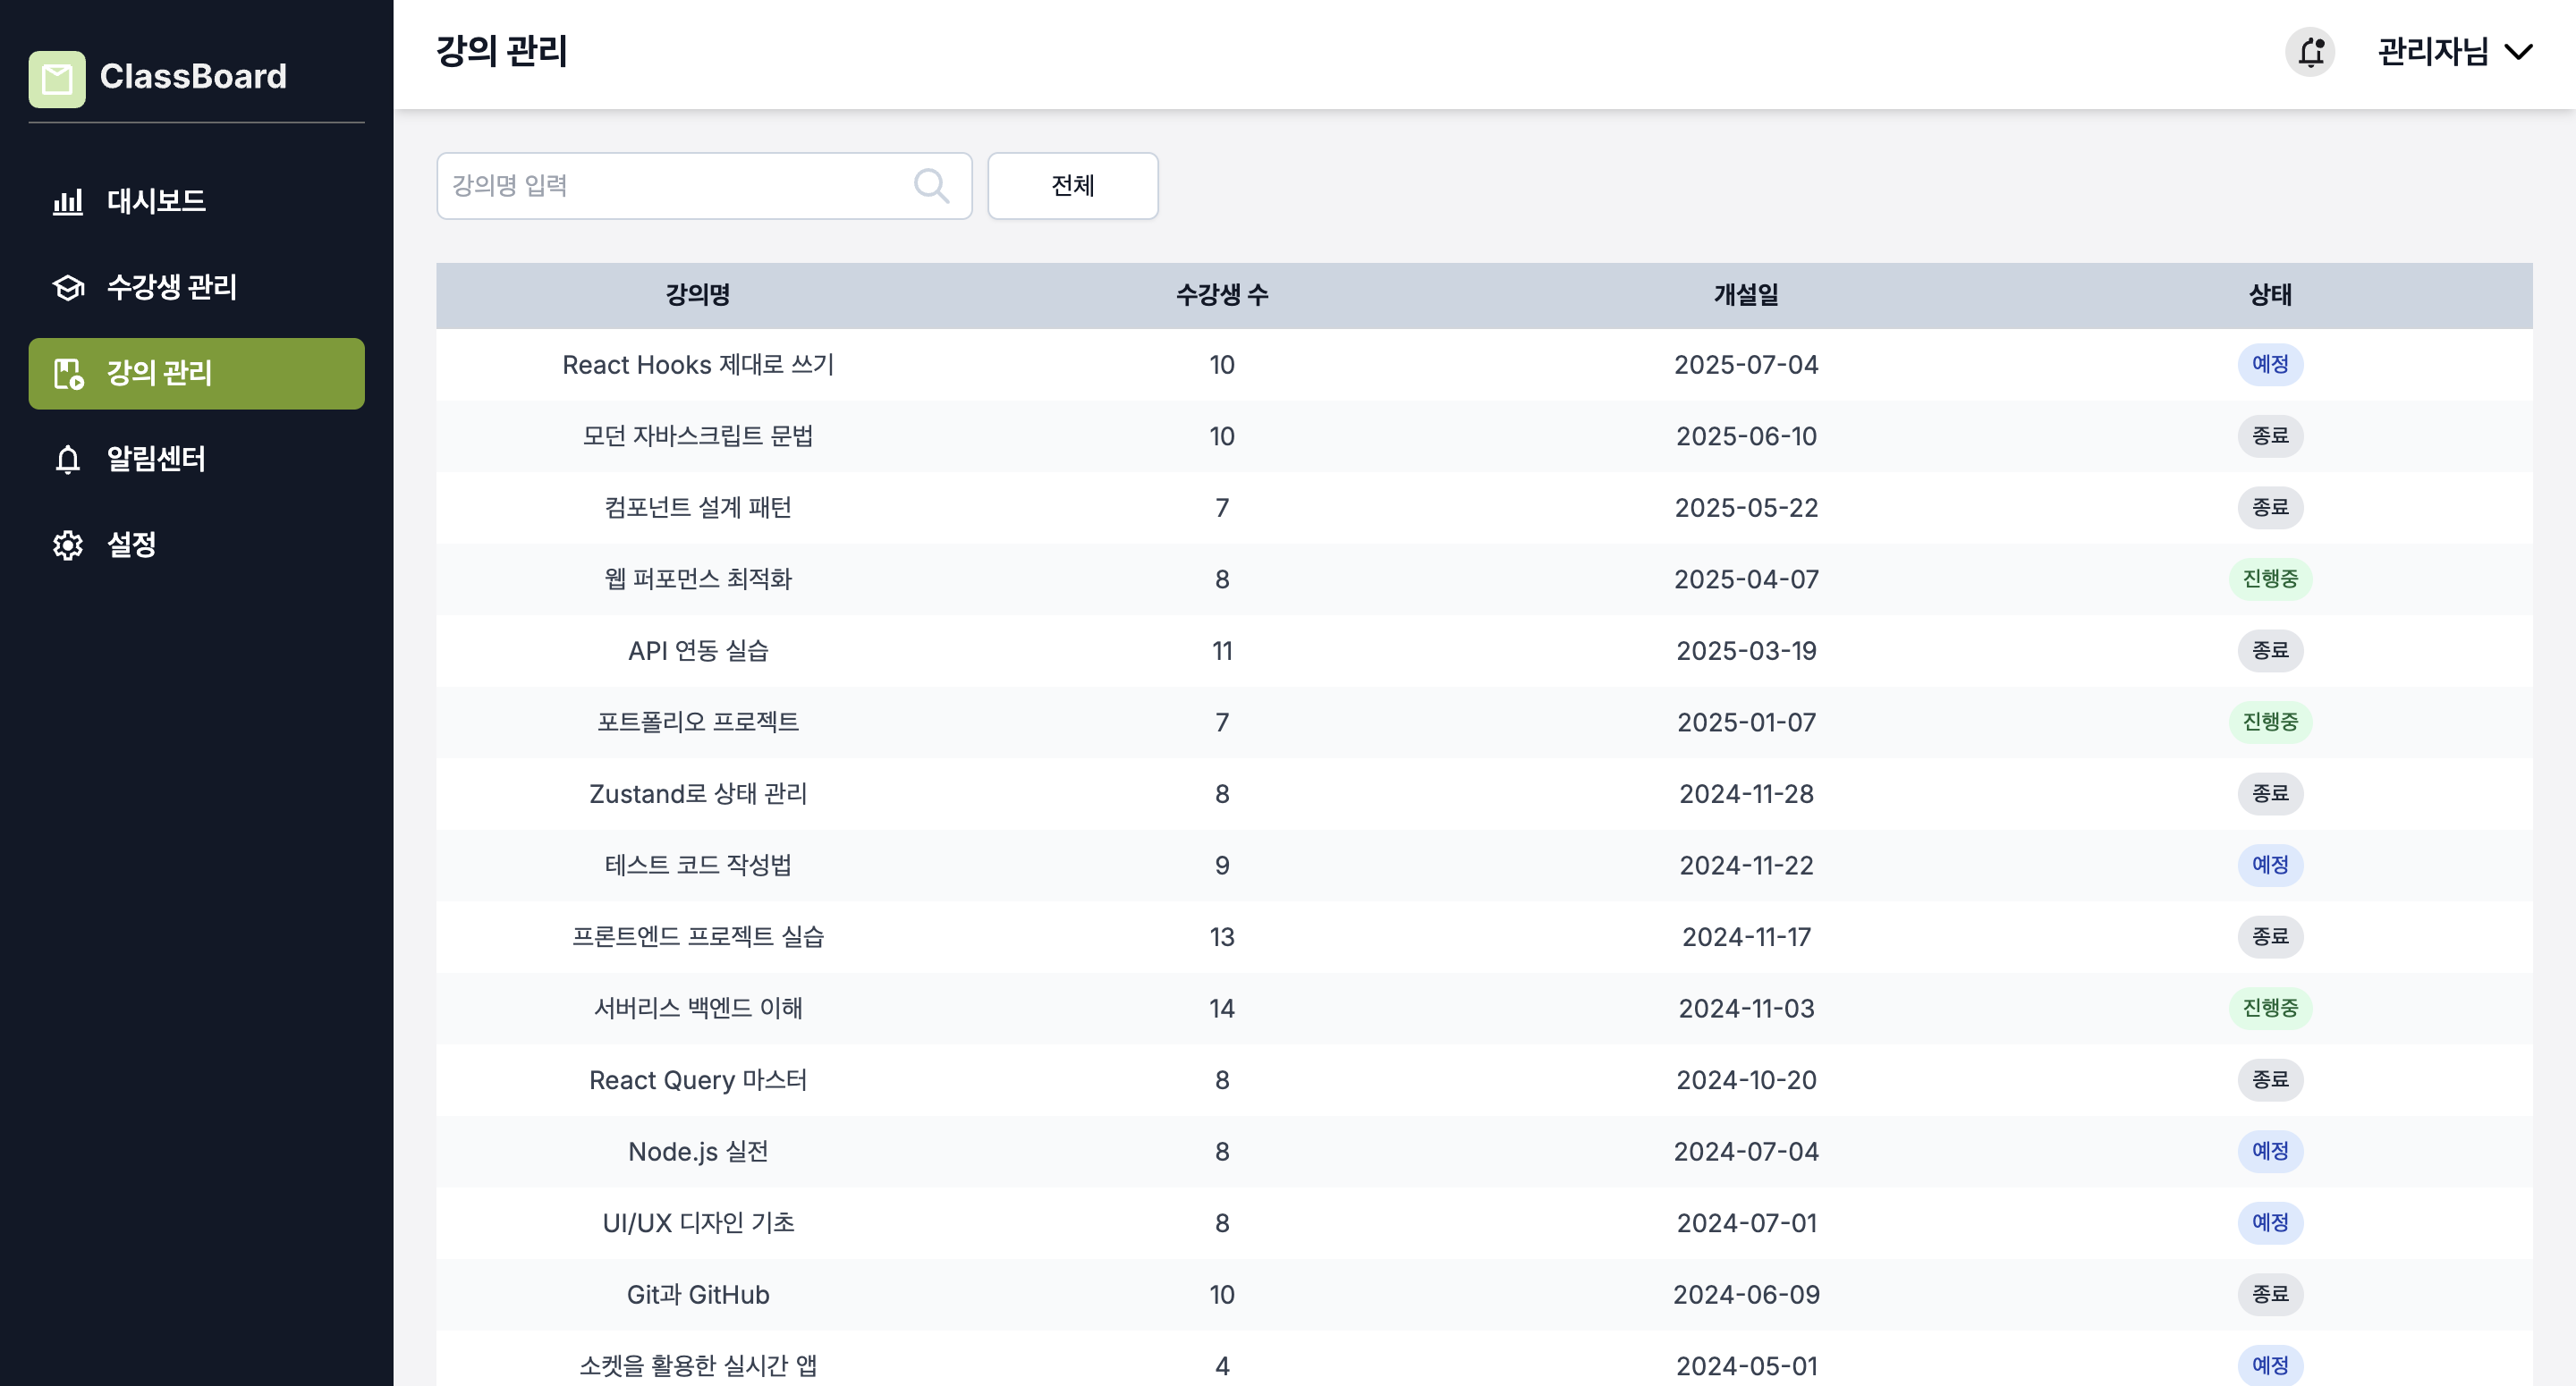 ClassBoard
대시보드
수강생 관리
강의 관리
알림센터
설정
강의 관리
관리자님
강의명 입력
전체
강의명 수강생 수 개설일 상태
React Hooks 제대로 쓰기 10 2025-07-04 예정
모던 자바스크립트 문법 10 2025-06-10 종료
컴포넌트 설계 패턴 7 2025-05-22 종료
웹 퍼포먼스 최적화 8 2025-04-07 진행중
API 연동 실습 11 2025-03-19 종료
포트폴리오 프로젝트 7 2025-01-07 진행중
Zustand로 상태 관리 8 2024-11-28 종료
테스트 코드 작성법 9 2024-11-22 예정
프론트엔드 프로젝트 실습 13 2024-11-17 종료
서버리스 백엔드 이해 14 2024-11-03 진행중
React Query 마스터 8 2024-10-20 종료
Node.js 실전 8 2024-07-04 예정
UI/UX 디자인 기초 8 2024-07-01 예정
Git과 GitHub 10 2024-06-09 종료
소켓을 활용한 실시간 앱 4 2024-05-01 예정